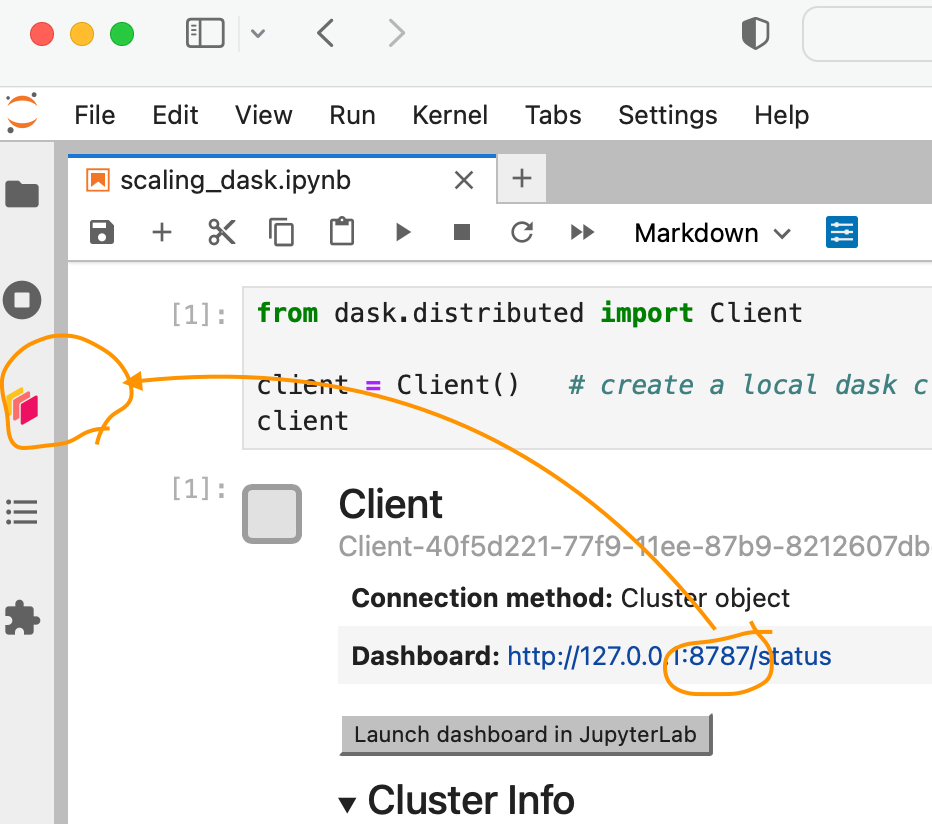 File Edit View Run Kernel Tabs Settings Help
scaling_dask.ipynb
Markdown
[1]: from dask.distributed import Client
client = Client() # create a local dask c
client
[1]:
Client
Client-40f5d221-77f9-11ee-87b9-8212607db
Connection method: Cluster object
Dashboard: http://127.0.0.1:8787/status
Launch dashboard in JupyterLab
Cluster Info